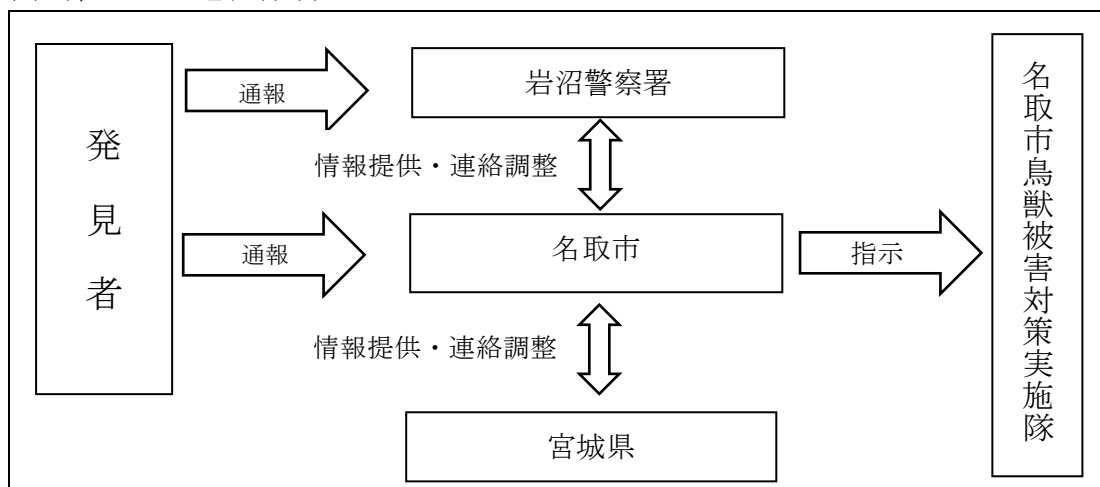 発見者
通報
岩沼警察署
情報提供・連絡調整
通報
名取市
指示
情報提供・連絡調整
宮城県
名取市鳥獣被害対策実施隊